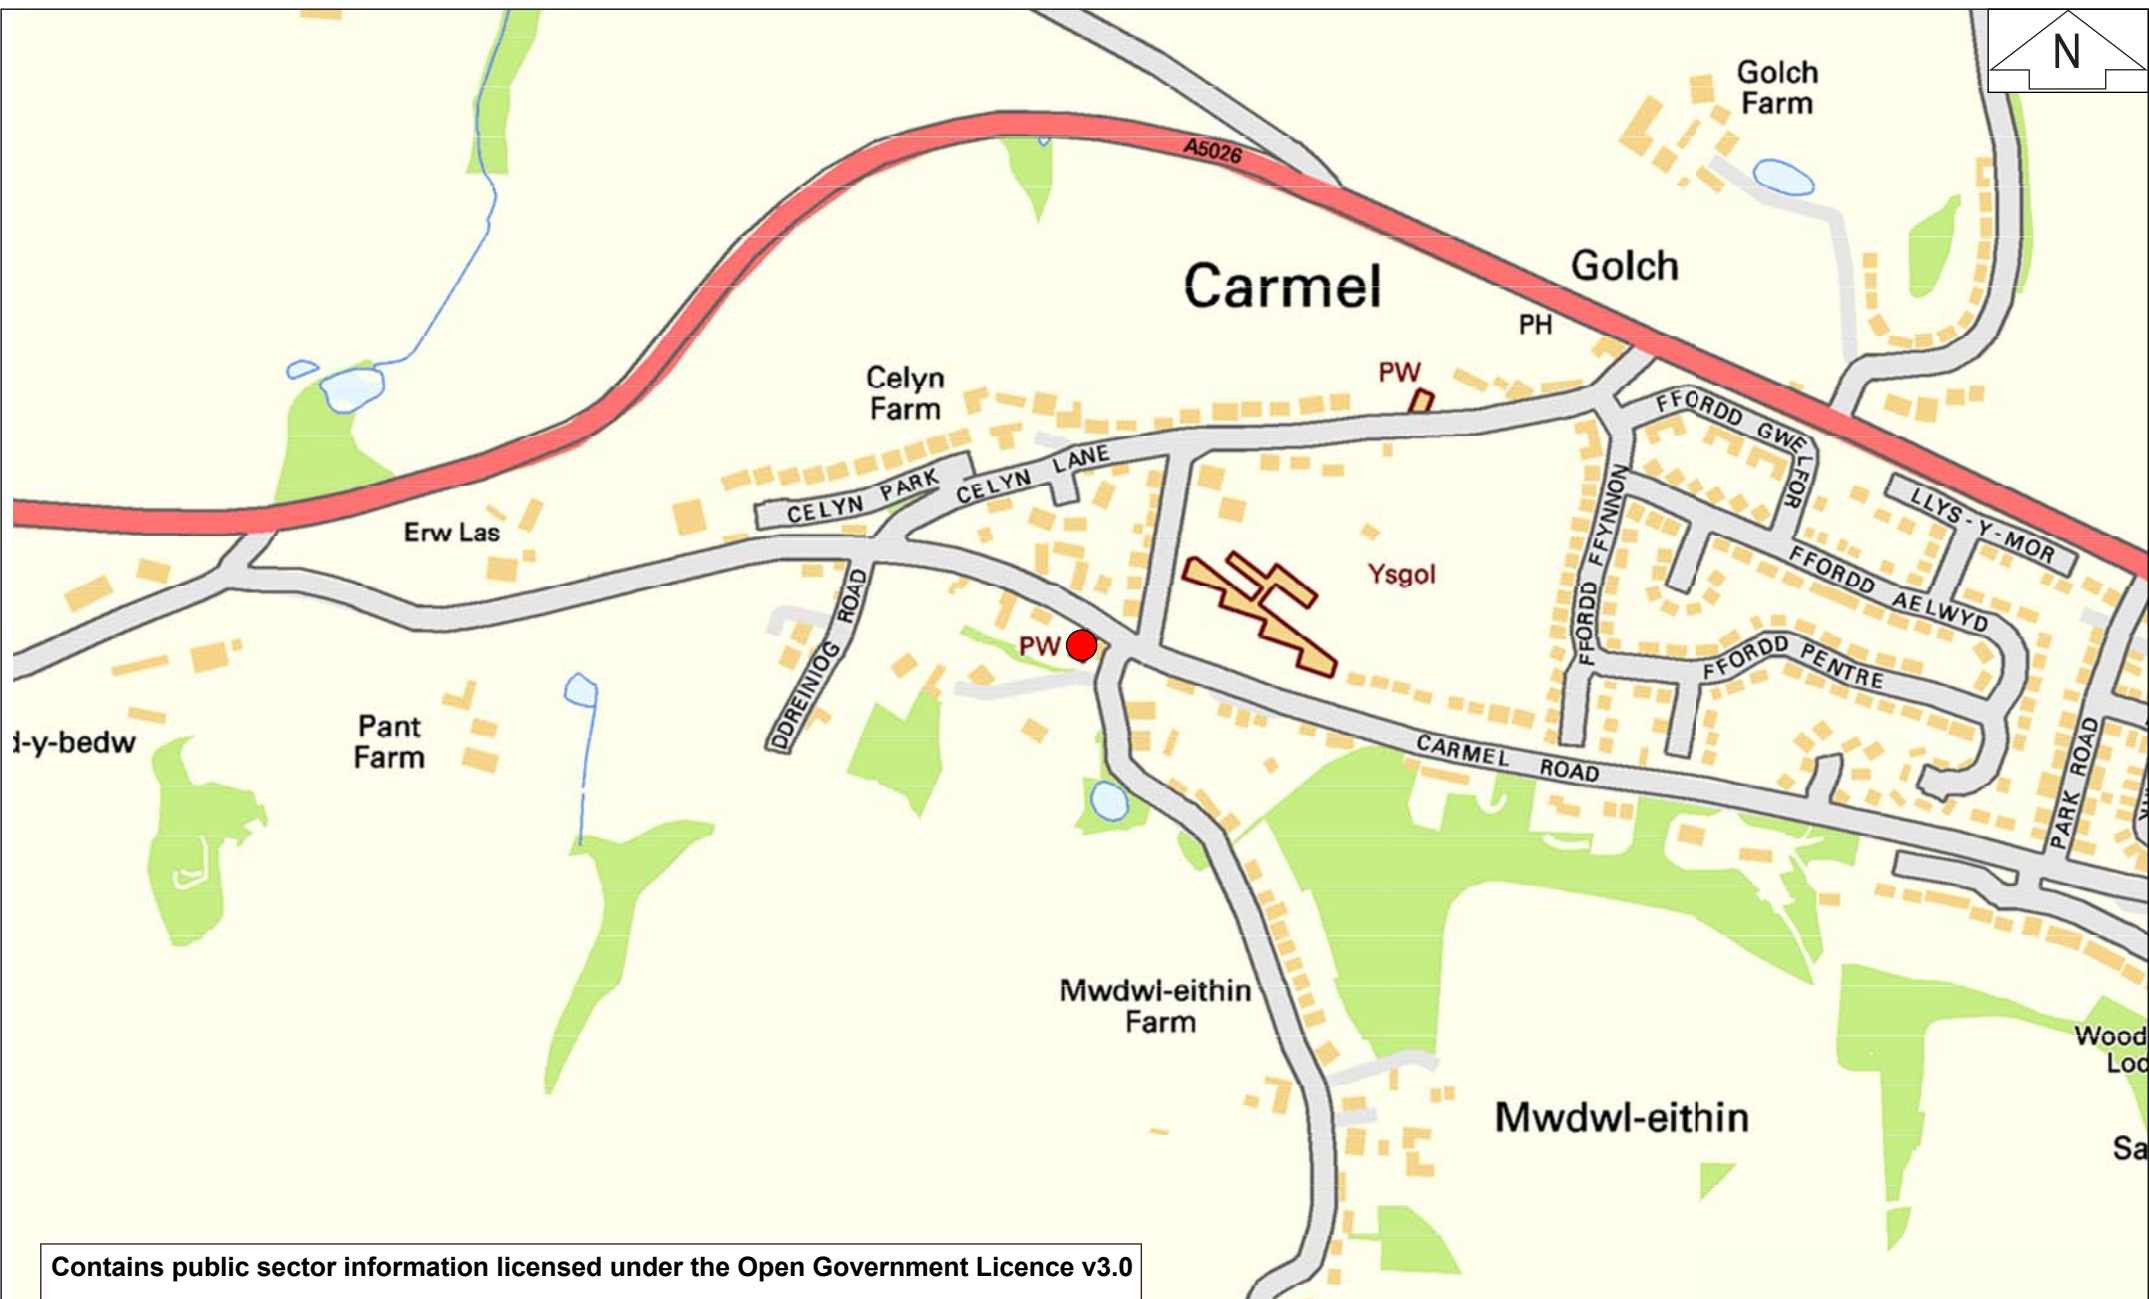 N
Golch
Farm
A5026
Golch
Carmel
PH
PW
Celyn
Farm
FFORDD GWELFOR
CELYN LANE
CELYN PARK
LLYS-Y-MOR
Erw Las
FFORDD FFYNNON
Ysgol
FFORDD AELWYD
DDREINIOG ROAD
PW
FFORDD PENTRE
d-y-bedw
Pant
Farm
CARMEL ROAD
PARK ROAD
Mwdwl-eithin
Farm
Wood
Lod
Mwdwl-eithin
Sa
Contains public sector information licensed under the Open Government Licence v3.0